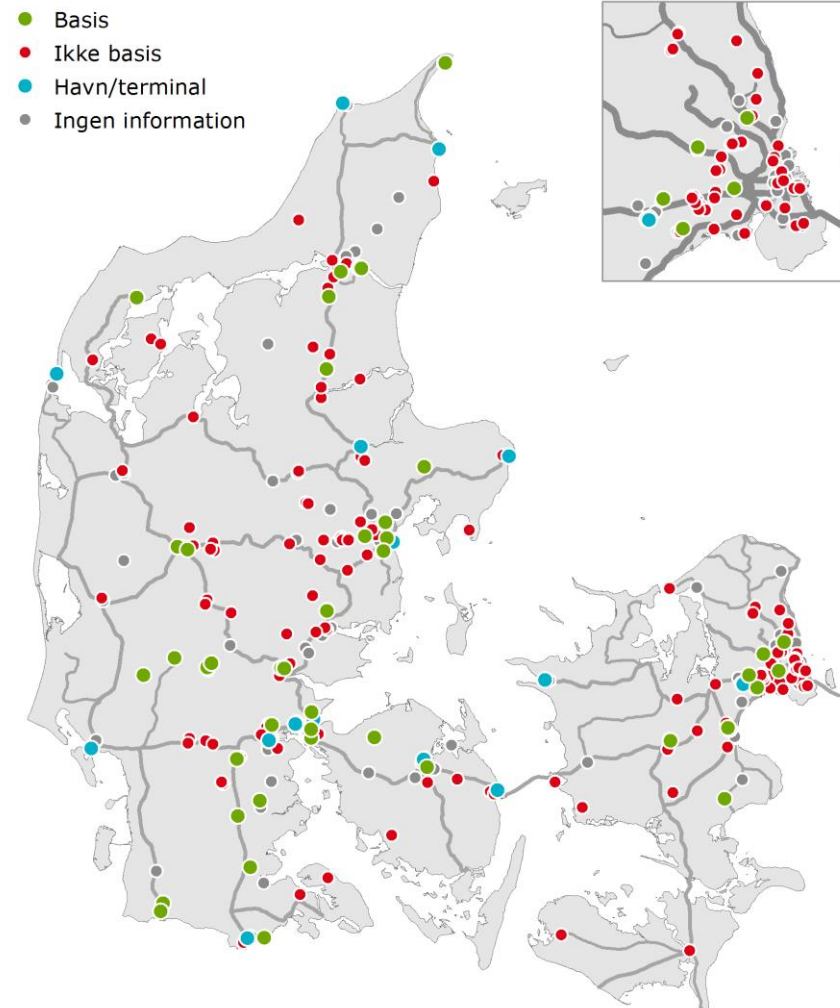 Basis
Ikke basis
Havn/terminal
Ingen information